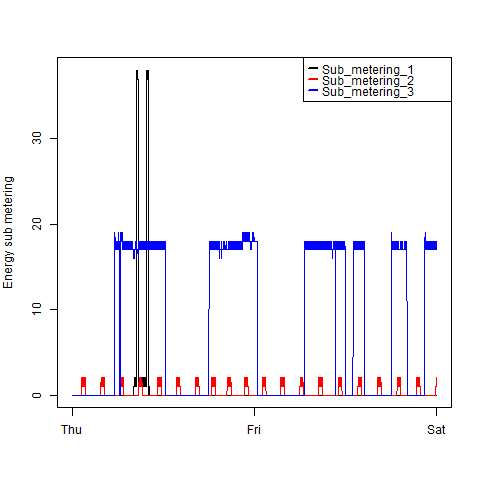 Sub_metering_1
Sub_metering_2
Sub_metering_3
Energy sub metering
30
20
10
0
Thu Fri Sat